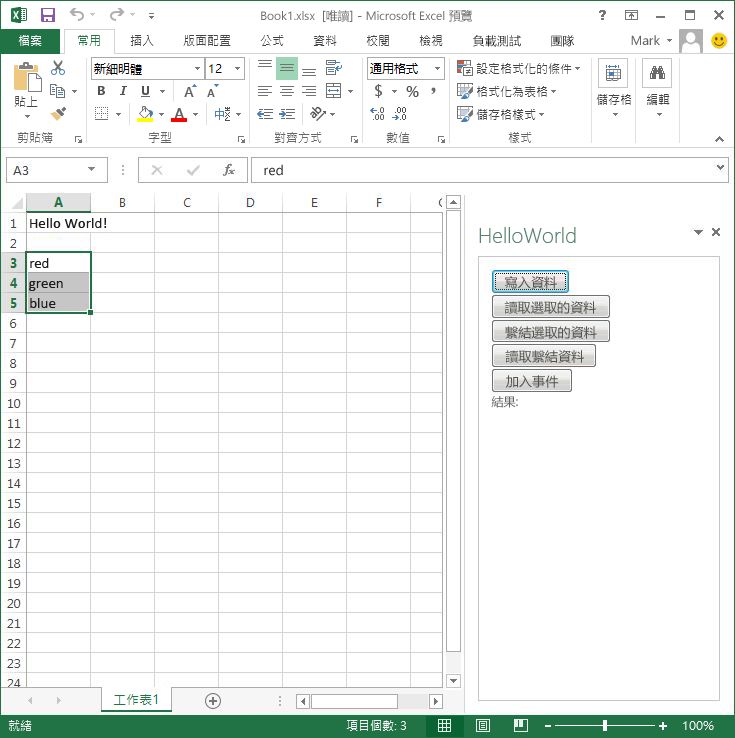 Book1.xlsx [唯讀] - Microsoft Excel 預覽
檔案 常用 插入 版面配置 公式 資料 校閱 檢視 負載測試 團隊 Mark
新細明體 12 通用格式 設定格式化的條件
貼上 B I U A A $ % , 格式化為表格 儲存格 編輯
A 中 .00 .00 儲存格樣式
剪貼簿 字型 對齊方式 數值 樣式
A3 fx red
A B C D E F
1 Hello World!
2
3 red
4 green
5 blue
6
7
8
9
10
11
12
13
14
15
16
17
18
19
20
21
22
23
24
HelloWorld
寫入資料
讀取選取的資料
繫結選取的資料
讀取繫結資料
加入事件
結果:
工作表1
就緒 項目個數: 3 100%